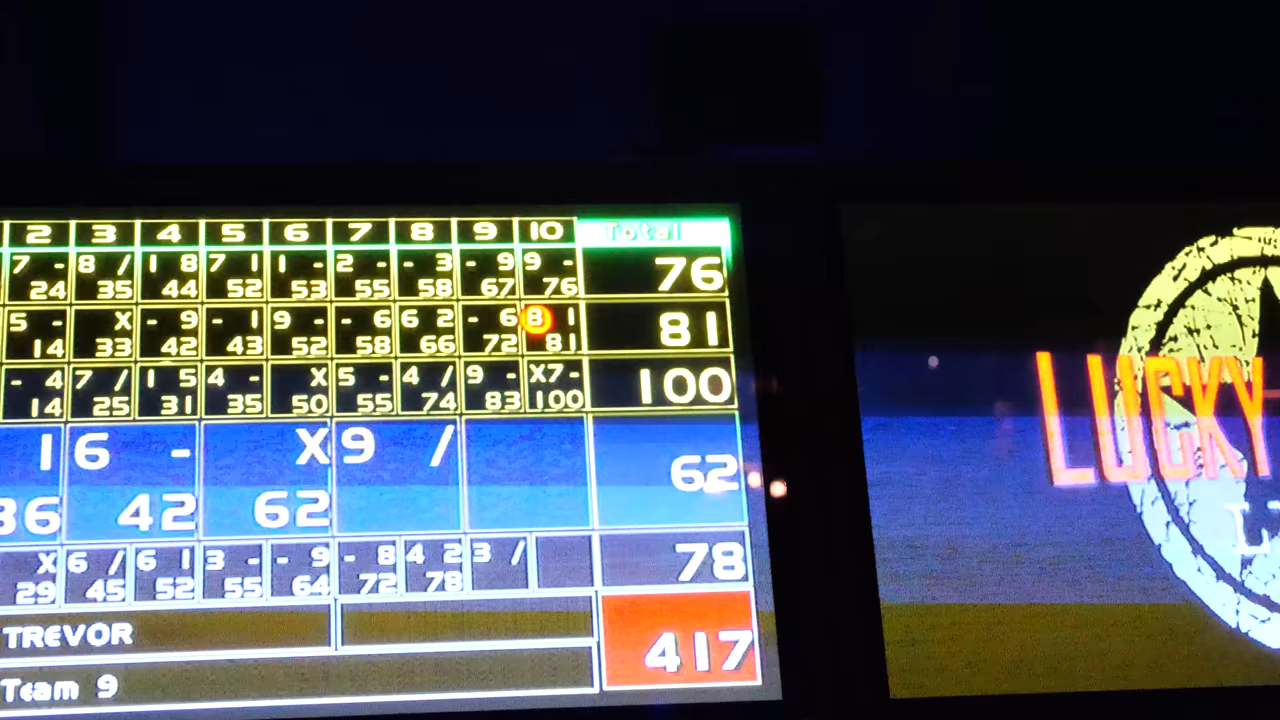 2 3 4 5 6 7 8 9 10 Total
7 - 8 / 1 8 7 1 1 - 2 - - 3 - 9 9 -
24 35 44 52 53 55 58 67 76 76
5 - X - 9 - 1 9 - - 6 6 2 - 6 8 1
14 33 42 43 52 58 66 72 81 81
- 4 7 / 1 5 4 - X 5 - 4 / 9 - X7-
14 25 31 35 50 55 74 83 100 100
1 6 - X 9 /
36 42 62 62
X 6 / 6 1 3 - - 9 - 8 4 2 3 /
29 45 52 55 64 72 78 78
TREVOR
417
Team 9
LUCKY